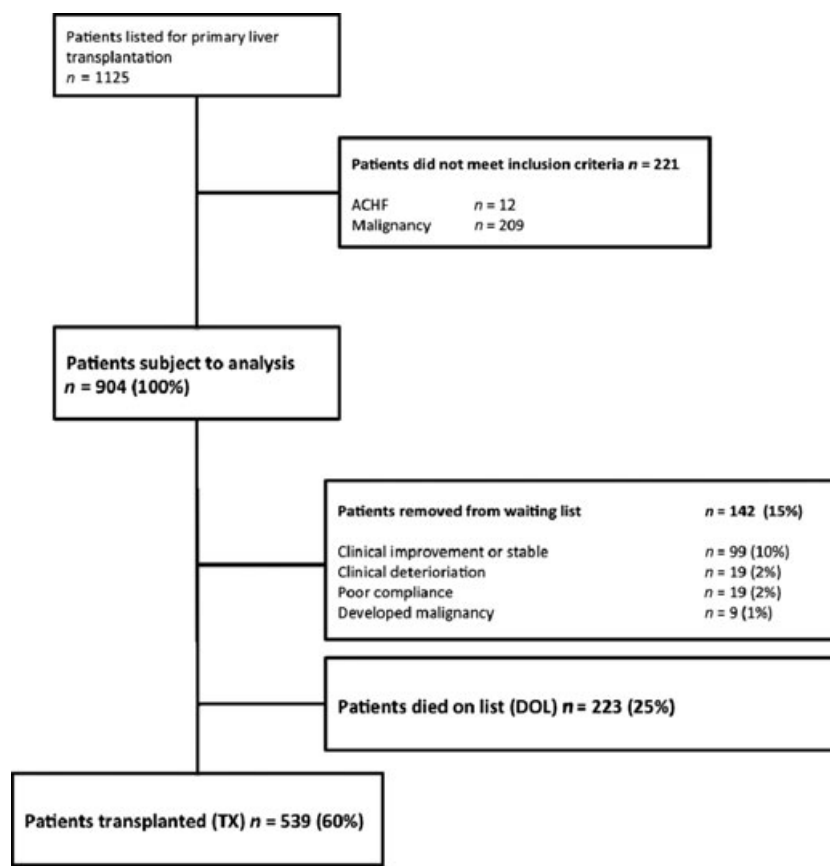 Patients listed for primary liver
transplantation
n = 1125
Patients did not meet inclusion criteria n = 221
ACHF n = 12
Malignancy n = 209
Patients subject to analysis
n = 904 (100%)
Patients removed from waiting list n = 142 (15%)
Clinical improvement or stable n = 99 (10%)
Clinical deterioriation n = 19 (2%)
Poor compliance n = 19 (2%)
Developed malignancy n = 9 (1%)
Patients died on list (DOL) n = 223 (25%)
Patients transplanted (TX) n = 539 (60%)